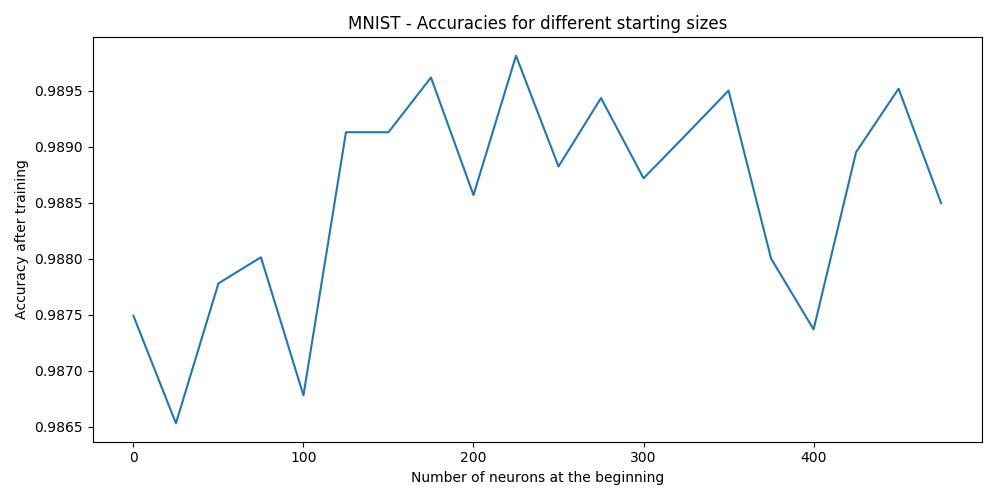 MNIST - Accuracies for different starting sizes
0.9895
0.9890
0.9885
0.9880
0.9875
0.9870
0.9865
Accuracy after training
0 100 200 300 400
Number of neurons at the beginning